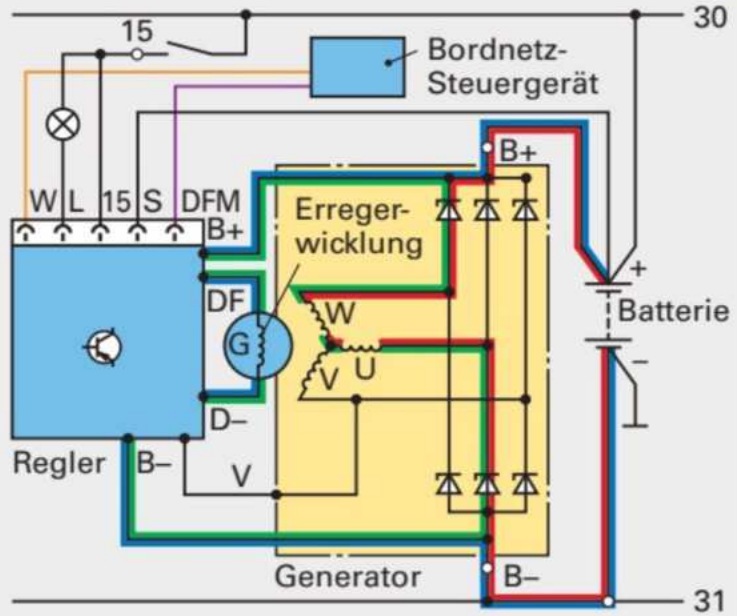 30
15
Bordnetz-
Steuergerät
B+
W L 15 S DFM
B+
Erreger-
wicklung
+
DF
W
Batterie
G
U
V
–
D–
Regler B–
V
Generator
B–
31